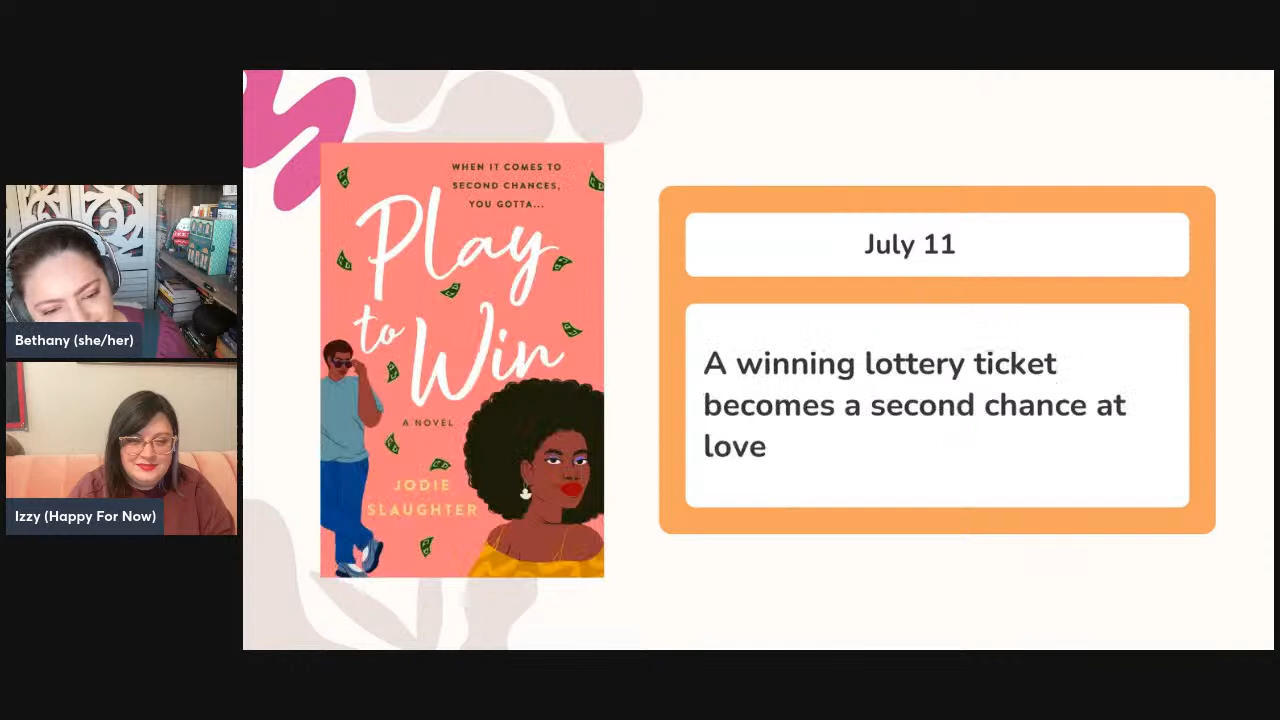 Bethany (she/her)
Izzy (Happy For Now)
WHEN IT COMES TO
SECOND CHANCES,
YOU GOTTA...
Play
to Win
A NOVEL
JODIE
SLAUGHTER
July 11
A winning lottery ticket
becomes a second chance at
love